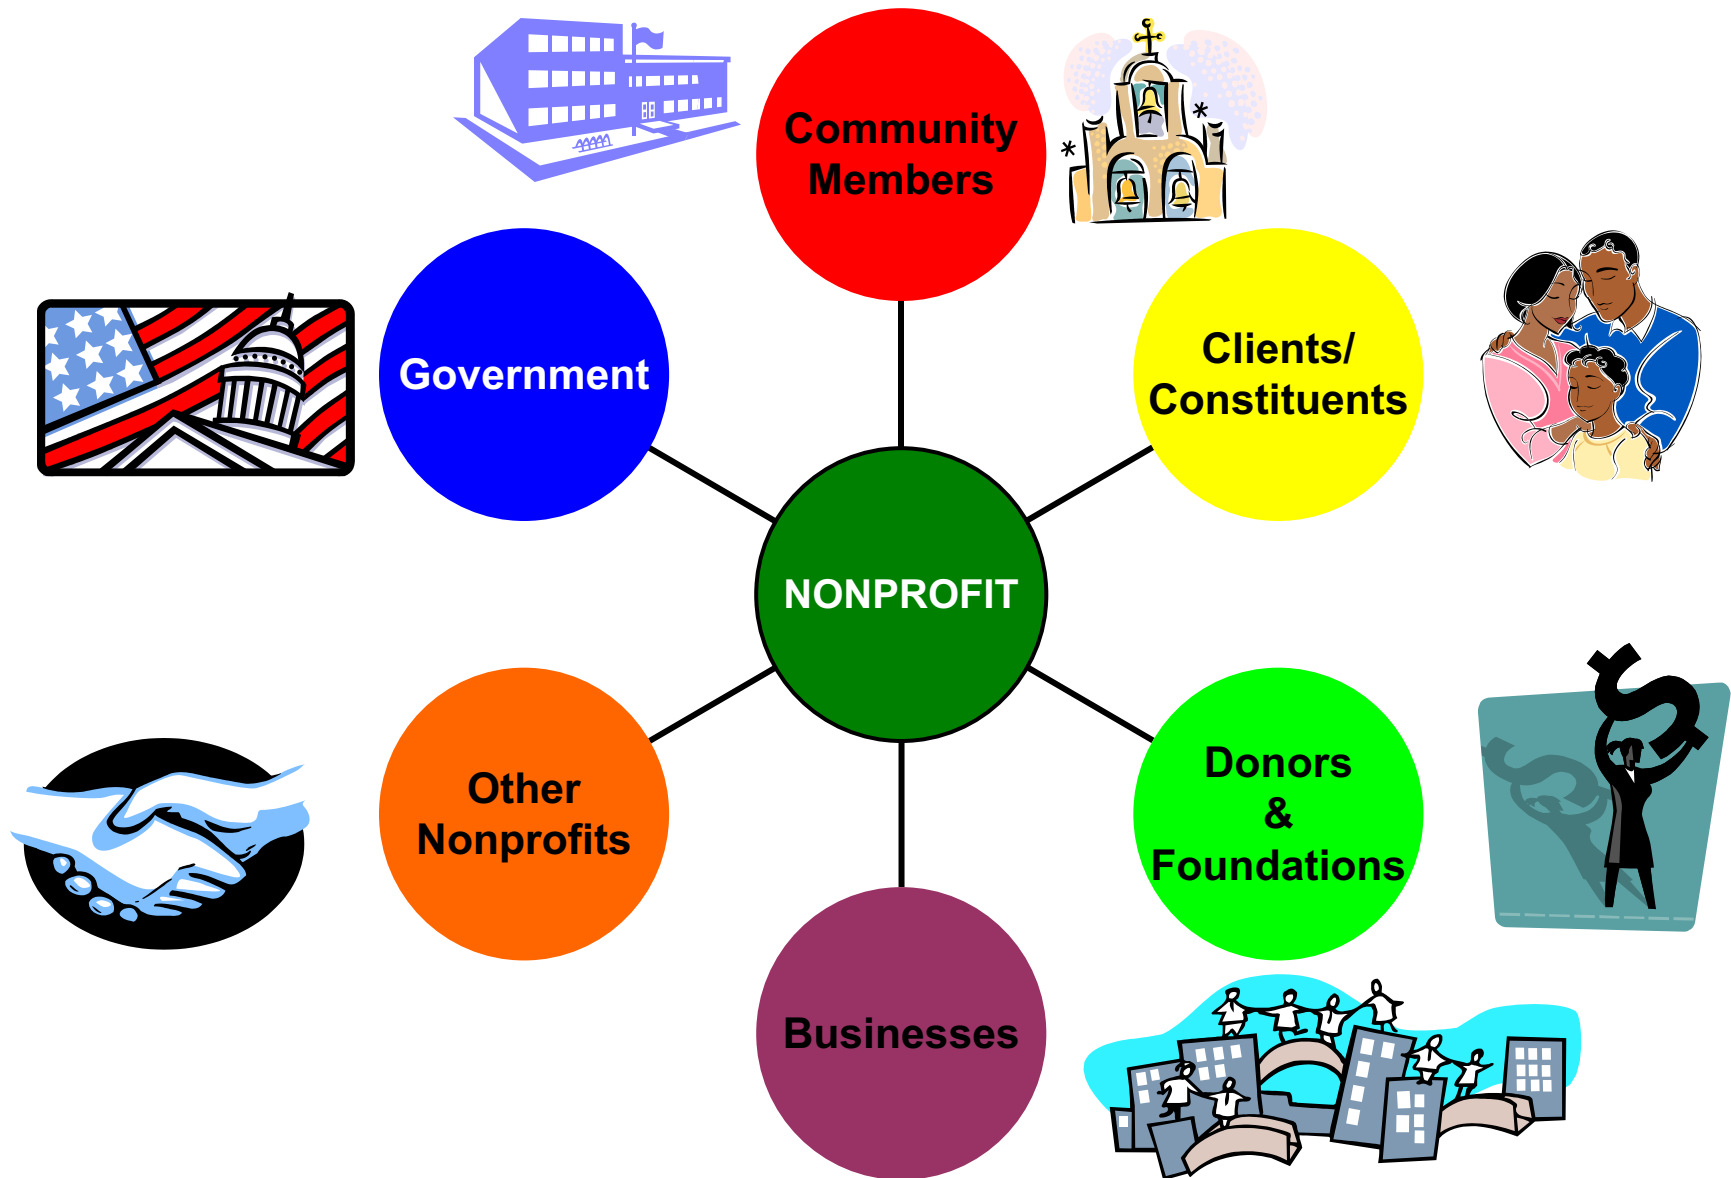 Community
Members
Government
Clients/
Constituents
NONPROFIT
Other
Nonprofits
Donors
&
Foundations
Businesses